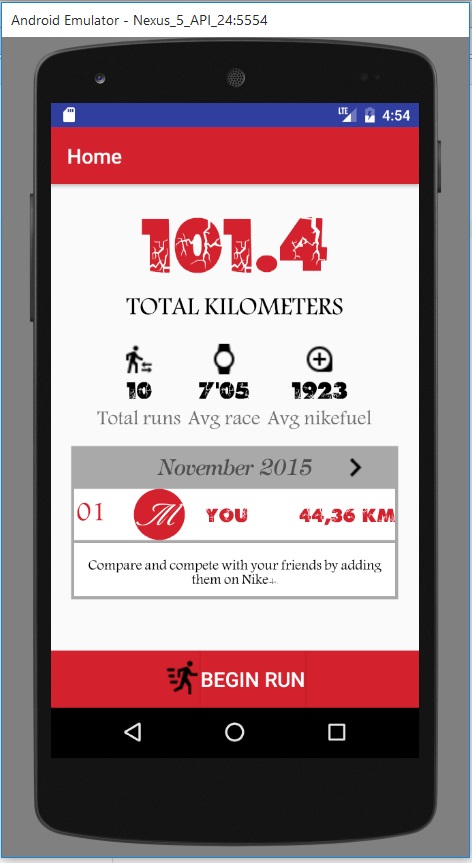 Android Emulator - Nexus_5_API_24:5554
LTE 4:54
Home
101.4
TOTAL KILOMETERS
10 7'05 1923
Total runs Avg race Avg nikefuel
November 2015
01 M YOU 44,36 KM
Compare and compete with your friends by adding
them on Nike+.
BEGIN RUN